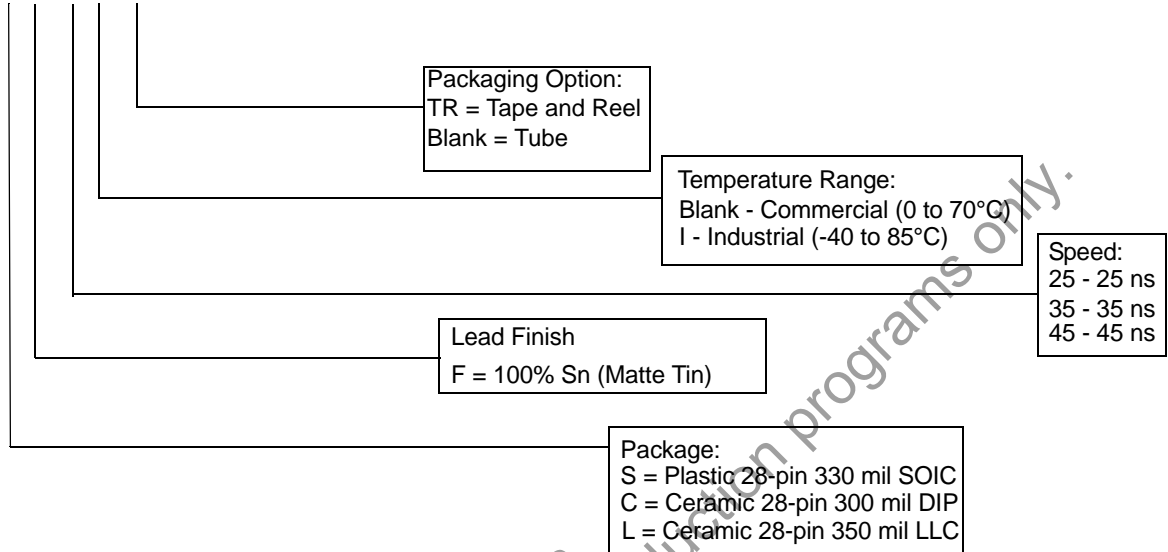 Packaging Option:
TR = Tape and Reel
Blank = Tube
Temperature Range:
Blank - Commercial (0 to 70°C)
I - Industrial (-40 to 85°C)
Speed:
25 - 25 ns
35 - 35 ns
45 - 45 ns
Lead Finish
F = 100% Sn (Matte Tin)
Package:
S = Plastic 28-pin 330 mil SOIC
C = Ceramic 28-pin 300 mil DIP
L = Ceramic 28-pin 350 mil LLC
programs only.